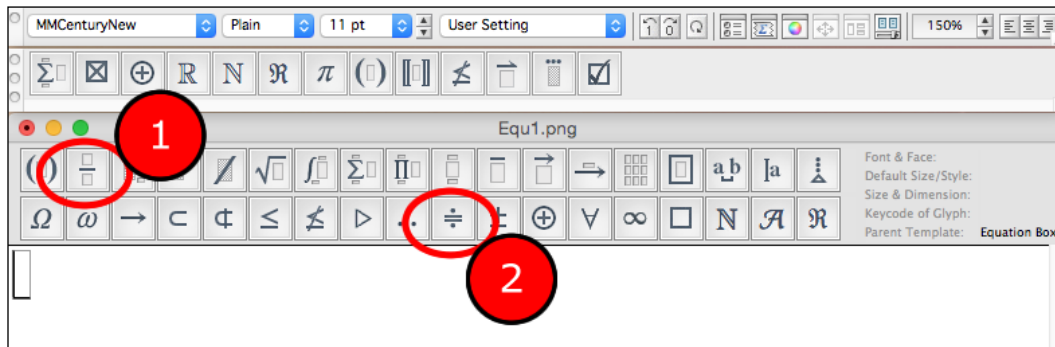 MMCenturyNew Plain 11 pt User Setting 150%
Σ ⊠ ⊕ ℝ ℕ ℜ π (▯) ⟦▯⟧ ≰
1
Equ1.png
√ ∫ Σ Π → ab |a
Font & Face:
Default Size/Style:
Size & Dimension:
Keycode of Glyph:
Parent Template: Equation Box
Ω ω → ⊂ ⊄ ≤ ≰ ▷ ≑ ± ⊕ ∀ ∞ □ ℕ 𝒜 ℜ
2